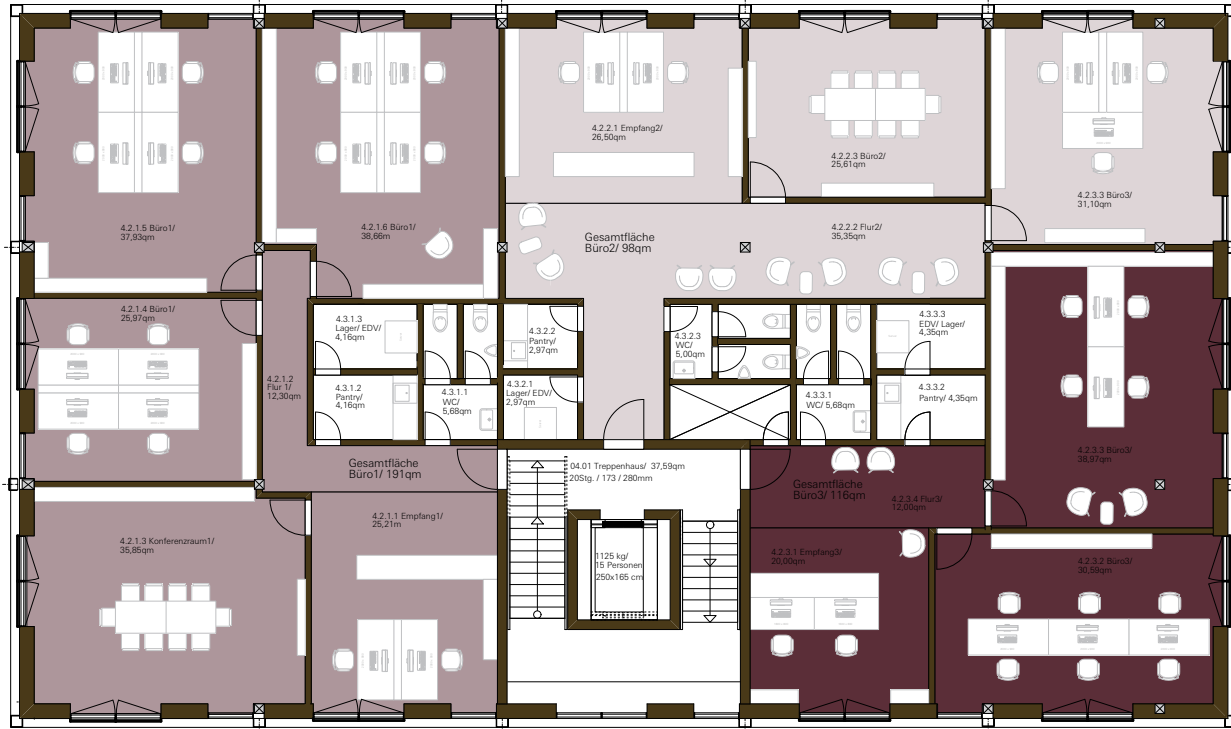 4.2.1.5 Büro1/
37,93qm
4.2.1.6 Büro1/
38,66m
4.2.2.1 Empfang2/
26,50qm
4.2.2.3 Büro2/
25,61qm
4.2.3.3 Büro3/
31,10qm
Gesamtfläche
Büro2/ 98qm
4.2.2.2 Flur2/
35,35qm
4.2.1.4 Büro1/
25,97qm
4.2.1.2
Flur 1/
12,30qm
4.3.1.3
Lager/ EDV/
4,16qm
4.3.1.2
Pantry/
4,16qm
4.3.1.1
WC/
5,68qm
4.3.2.2
Pantry/
2,97qm
4.3.2.1
Lager/ EDV/
2,97qm
4.3.2.3
WC/
5,00qm
4.3.3.1
WC/ 5,68qm
4.3.3.3
EDV/ Lager/
4,35qm
4.3.3.2
Pantry/ 4,35qm
4.2.3.3 Büro3/
38,97qm
Gesamtfläche
Büro1/ 191qm
4.2.1.1 Empfang1/
25,21qm
4.2.1.3 Konferenzraum1/
35,85qm
04.01 Treppenhaus/ 37,59qm
20Stg. / 173 / 280mm
1125 kg/
15 Personen
250x165 cm
Gesamtfläche
Büro3/ 116qm
4.2.3.4 Flur3/
12,00qm
4.2.3.1 Empfang3/
20,00qm
4.2.3.2 Büro3/
30,59qm